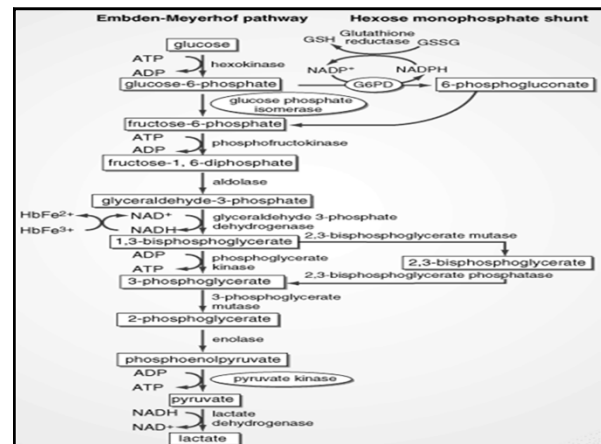 Embden-Meyerhof pathway
Hexose monophosphate shunt
glucose
ATP
ADP
hexokinase
GSH
Glutathione
reductase
GSSG
NADP+
NADPH
glucose-6-phosphate
G6PD
6-phosphogluconate
glucose phosphate
isomerase
fructose-6-phosphate
ATP
ADP
phosphofructokinase
fructose-1, 6-diphosphate
aldolase
glyceraldehyde-3-phosphate
HbFe2+
NAD+
glyceraldehyde 3-phosphate
HbFe3+
NADH
dehydrogenase
1,3-bisphosphoglycerate
2,3-bisphosphoglycerate mutase
ADP
ATP
phosphoglycerate
kinase
2,3-bisphosphoglycerate
3-phosphoglycerate
2,3-bisphosphoglycerate phosphatase
3-phosphoglycerate
mutase
2-phosphoglycerate
enolase
phosphoenolpyruvate
ADP
ATP
pyruvate kinase
pyruvate
NADH
NAD+
lactate
dehydrogenase
lactate